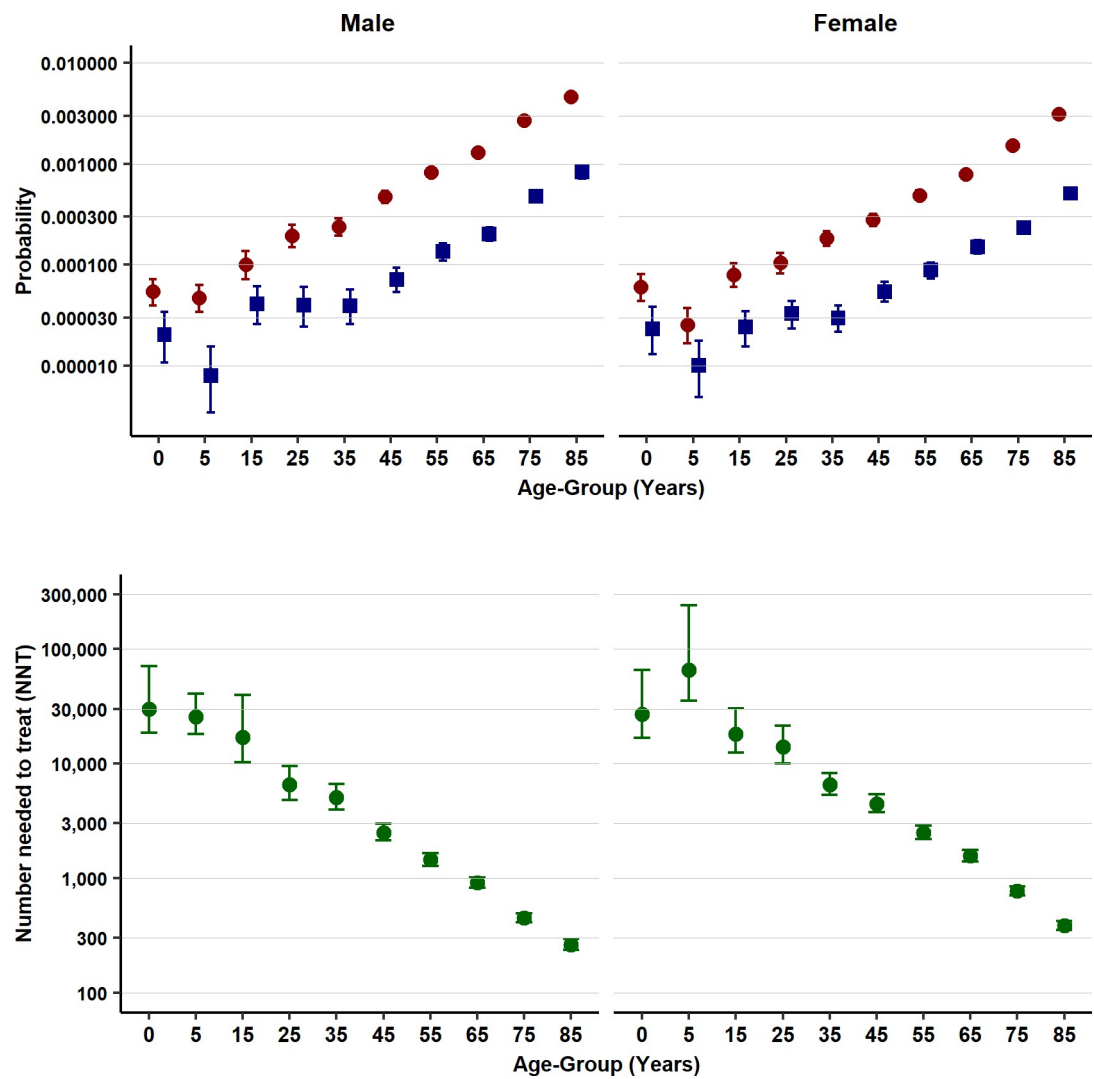 Male Female
Probability
0.010000
0.003000
0.001000
0.000300
0.000100
0.000030
0.000010
0 5 15 25 35 45 55 65 75 85 0 5 15 25 35 45 55 65 75 85
Age-Group (Years)
Number needed to treat (NNT)
300,000
100,000
30,000
10,000
3,000
1,000
300
100
0 5 15 25 35 45 55 65 75 85 0 5 15 25 35 45 55 65 75 85
Age-Group (Years)